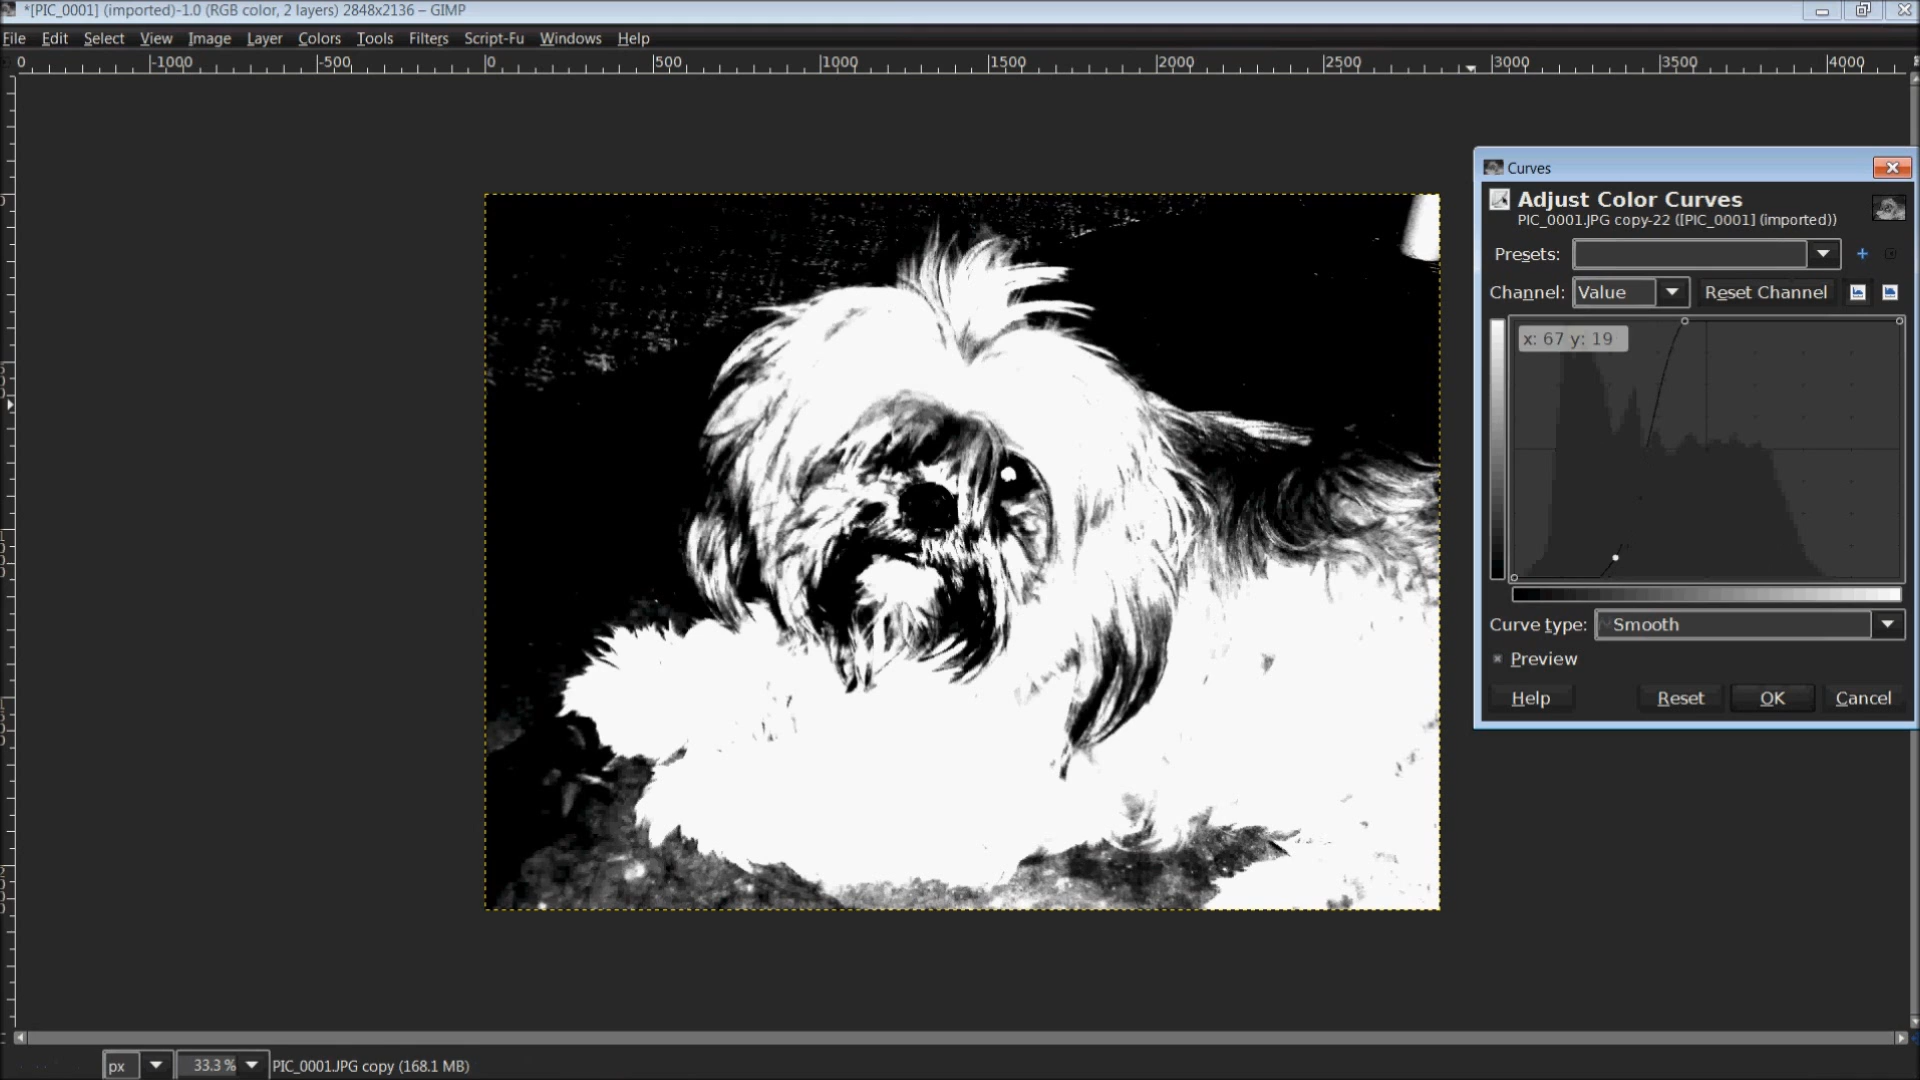 *[PIC_0001] (imported)-1.0 (RGB color, 2 layers) 2848x2136 – GIMP
File Edit Select View Image Layer Colors Tools Filters Script-Fu Windows Help
0 -1000 -500 0 500 1000 1500 2000 2500 3000 3500 4000
Curves
Adjust Color Curves
PIC_0001.JPG copy-22 ([PIC_0001] (imported))
Presets:
Channel: Value Reset Channel
x: 67 y: 19
Curve type: Smooth
Preview
Help Reset OK Cancel
px 33.3 % PIC_0001.JPG copy (168.1 MB)